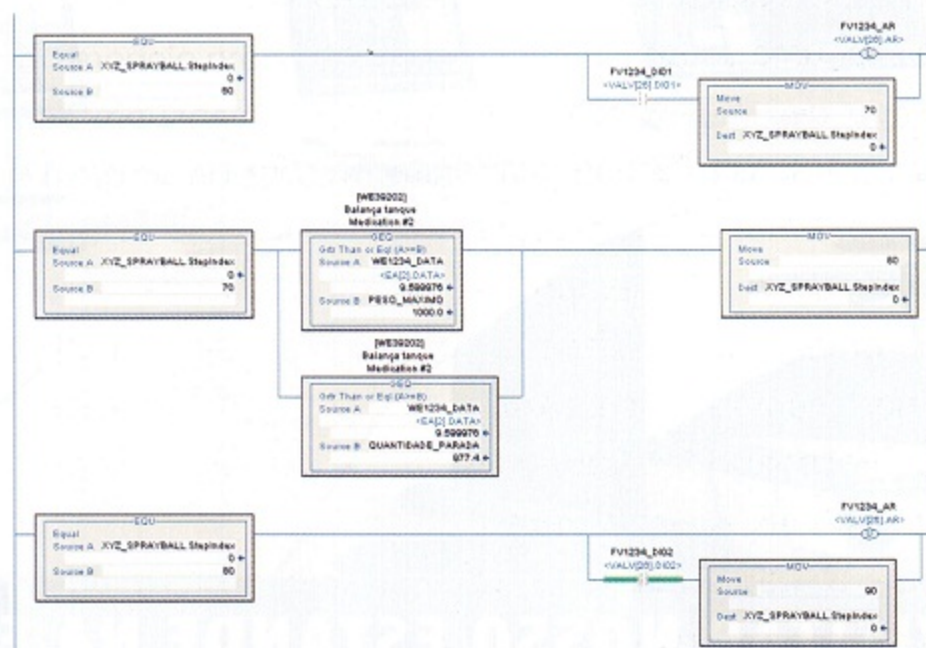 EQU
Equal
Source A XYZ_SPRAYBALL.StepIndex
0
Source B 60
FV1234_AR
<VALV[26].AR>
FV1234_DI01
<VALV[26].DI01>
MOV
Move
Source 70
Dest XYZ_SPRAYBALL.StepIndex
0
EQU
Equal
Source A XYZ_SPRAYBALL.StepIndex
0
Source B 70
[WE39202]
Balança tanque
Medication #2
GEQ
Grtr Than or Eql (A>=B)
Source A WE1234_DATA
<EA[2].DATA>
9.599976
Source B PESO_MAXIMO
1000.0
[WE39202]
Balança tanque
Medication #2
GEQ
Grtr Than or Eql (A>=B)
Source A WE1234_DATA
<EA[2].DATA>
9.599976
Source B QUANTIDADE_PARADA
977.4
MOV
Move
Source 80
Dest XYZ_SPRAYBALL.StepIndex
0
EQU
Equal
Source A XYZ_SPRAYBALL.StepIndex
0
Source B 80
FV1234_AR
<VALV[26].AR>
FV1234_DI02
<VALV[26].DI02>
MOV
Move
Source 90
Dest XYZ_SPRAYBALL.StepIndex
0